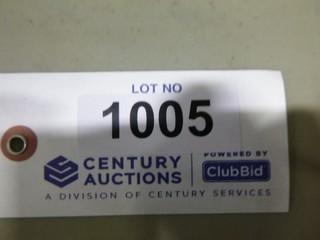 LOT NO
1005
CENTURY
AUCTIONS
POWERED BY
ClubBid
A DIVISION OF CENTURY SERVICES